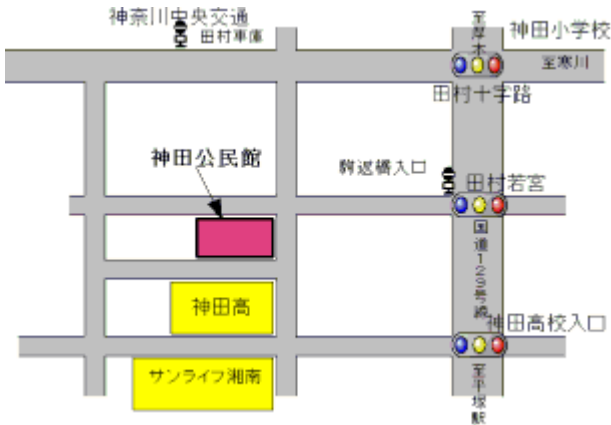 神奈川中央交通
田村車庫
至厚木
神田小学校
至寒川
田村十字路
神田公民館
駒返橋入口
田村若宮
国道129号線
神田高
神田高校入口
サンライフ湘南
至平塚駅